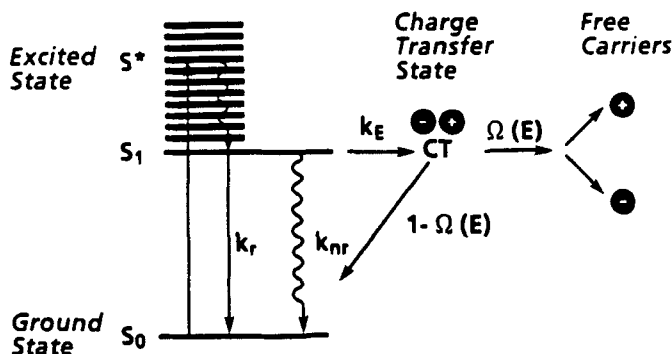 Excited
State
S*
S₁
Charge
Transfer
State
Free
Carriers
kE
- +
CT
Ω (E)
+
-
1- Ω (E)
kr
knr
Ground
State
S₀